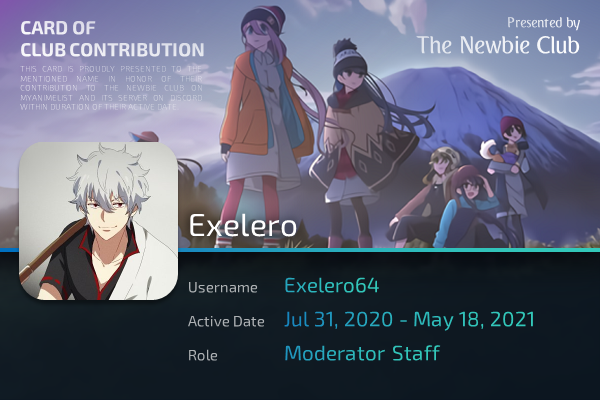 CARD OF
CLUB CONTRIBUTION
THIS CARD IS PROUDLY PRESENTED TO THE
MENTIONED NAME IN HONOR OF THEIR
CONTRIBUTION TO THE NEWBIE CLUB ON
MYANIMELIST AND ITS SERVER ON DISCORD
WITHIN DURATION OF THEIR ACTIVE DATE.
Presented by
The Newbie Club
Exelero
Username Exelero64
Active Date Jul 31, 2020 - May 18, 2021
Role Moderator Staff